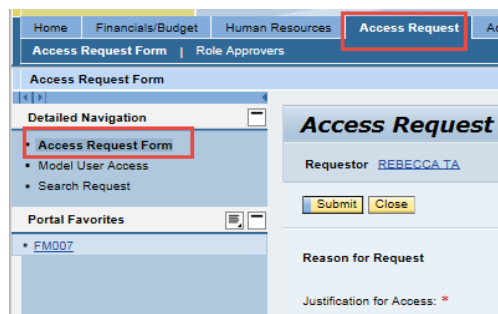 Home Financials/Budget Human Resources Access Request
Access Request Form | Role Approvers
Access Request Form
Detailed Navigation
• Access Request Form
• Model User Access
• Search Request
Portal Favorites
• FM007
Access Request
Requestor REBECCA TA
Submit Close
Reason for Request
Justification for Access: *